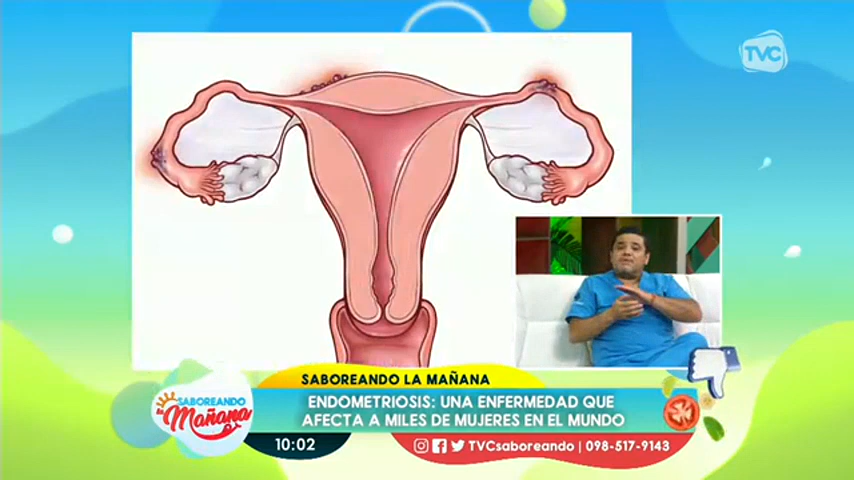 TVC
SABOREANDO LA MAÑANA
SABOREANDO
Mañana
ENDOMETRIOSIS: UNA ENFERMEDAD QUE
AFECTA A MILES DE MUJERES EN EL MUNDO
10:02
TVCsaboreando | 098-517-9143